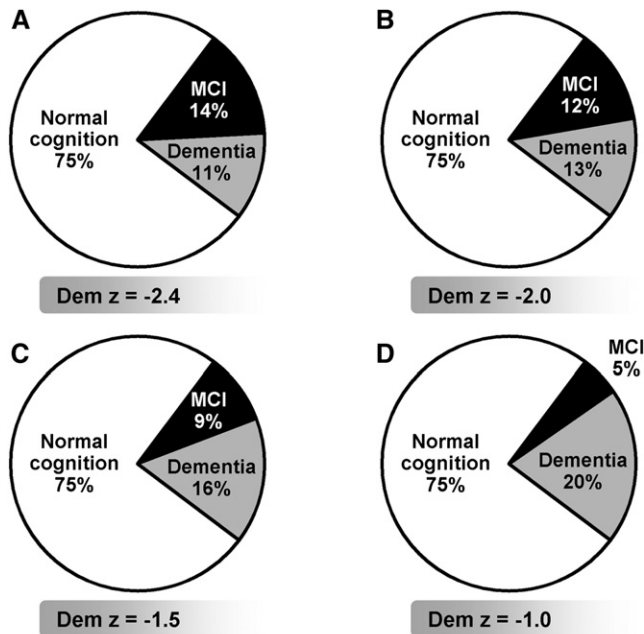 A
Normal
cognition
75%
MCI
14%
Dementia
11%
Dem z = -2.4
B
Normal
cognition
75%
MCI
12%
Dementia
13%
Dem z = -2.0
C
Normal
cognition
75%
MCI
9%
Dementia
16%
Dem z = -1.5
D
Normal
cognition
75%
MCI
5%
Dementia
20%
Dem z = -1.0